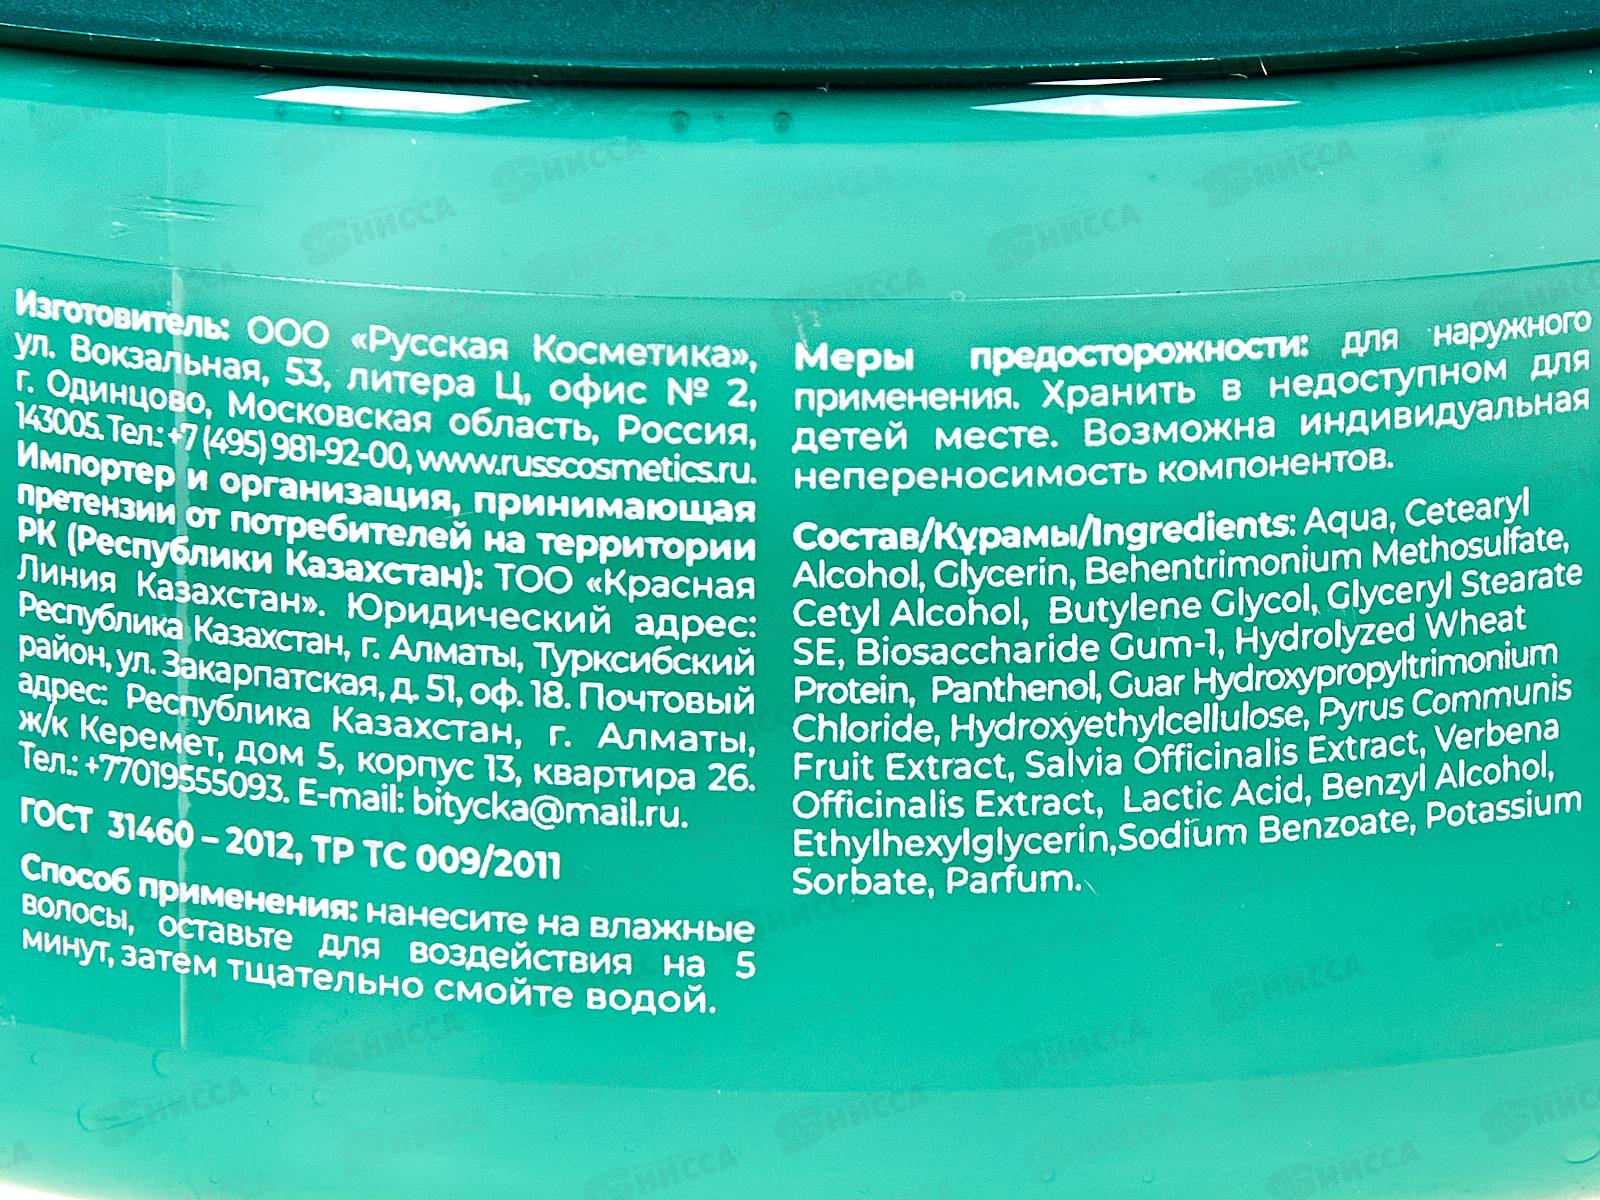 Изготовитель: ООО «Русская Косметика»,
ул. Вокзальная, 53, литера Ц, офис № 2,
г. Одинцово, Московская область, Россия,
143005. Тел.: +7 (495) 981-92-00, www.russcosmetics.ru.
Импортер и организация, принимающая
претензии от потребителей на территории
РК (Республики Казахстан): ТОО «Красная
Линия Казахстан». Юридический адрес:
Республика Казахстан, г. Алматы, Турксибский
район, ул. Закарпатская, д. 51, оф. 18. Почтовый
адрес: Республика Казахстан, г. Алматы,
ж/к Керемет, дом 5, корпус 13, квартира 26.
Тел.: +77019555093. E-mail: bitycka@mail.ru.
ГОСТ 31460 – 2012, ТР ТС 009/2011
Способ применения: нанесите на влажные
волосы, оставьте для воздействия на 5
минут, затем тщательно смойте водой.
Меры предосторожности: для наружного
применения. Хранить в недоступном для
детей месте. Возможна индивидуальная
непереносимость компонентов.
Состав/Құрамы/Ingredients: Aqua, Cetearyl
Alcohol, Glycerin, Behentrimonium Methosulfate,
Cetyl Alcohol, Butylene Glycol, Glyceryl Stearate
SE, Biosaccharide Gum-1, Hydrolyzed Wheat
Protein, Panthenol, Guar Hydroxypropyltrimonium
Chloride, Hydroxyethylcellulose, Pyrus Communis
Fruit Extract, Salvia Officinalis Extract, Verbena
Officinalis Extract, Lactic Acid, Benzyl Alcohol,
Ethylhexylglycerin,Sodium Benzoate, Potassium
Sorbate, Parfum.
НИССА